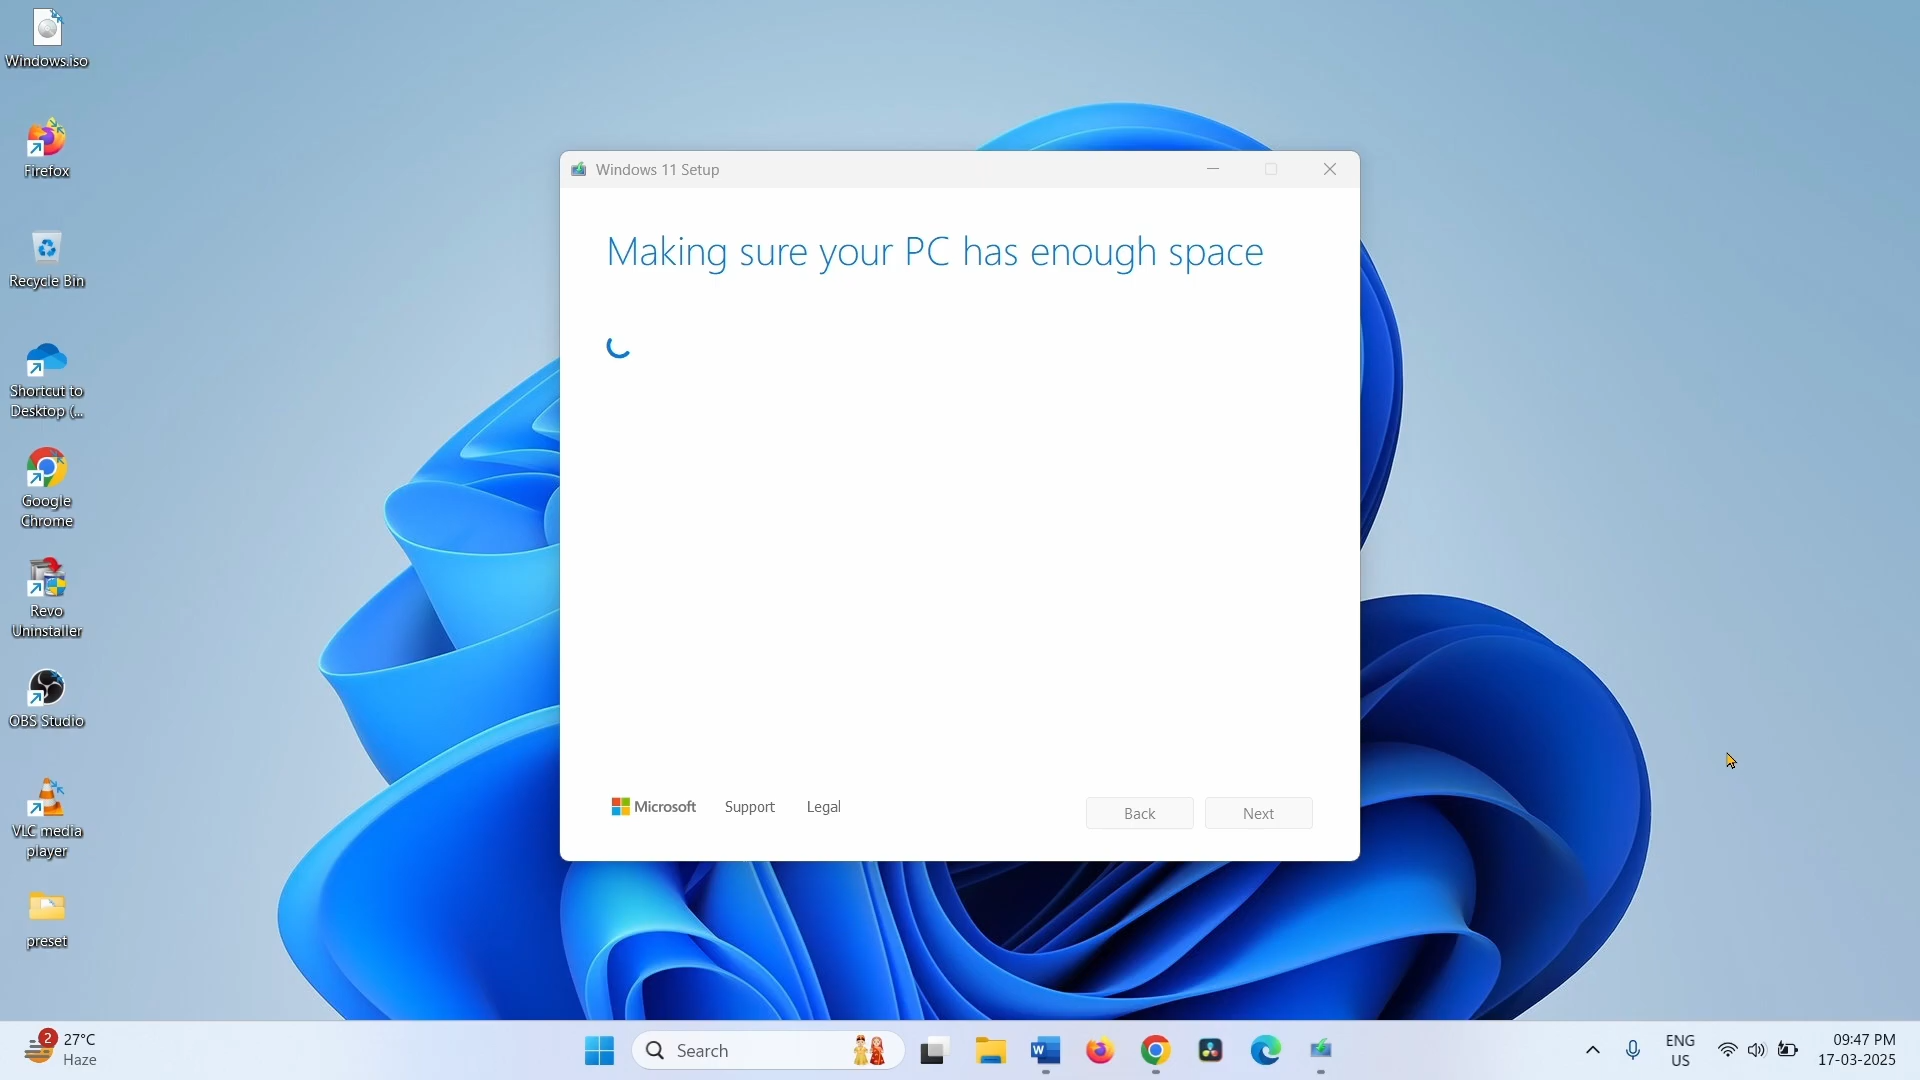 Windows.iso
Firefox
Recycle Bin
Shortcut to
Desktop (...
Google
Chrome
Revo
Uninstaller
OBS Studio
VLC media
player
preset
Windows 11 Setup
Making sure your PC has enough space
Microsoft
Support
Legal
Back
Next
2
27°C
Haze
Search
W
ENG
US
09:47 PM
17-03-2025